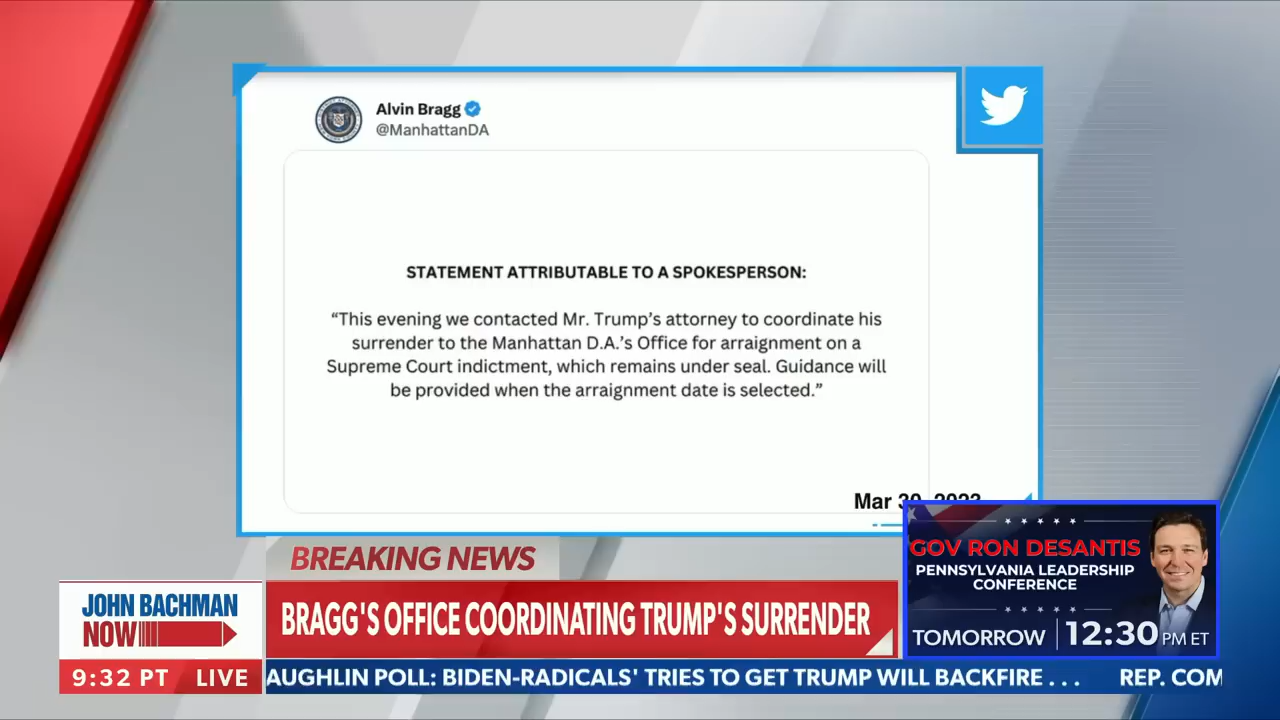 Alvin Bragg
@ManhattanDA
STATEMENT ATTRIBUTABLE TO A SPOKESPERSON:
“This evening we contacted Mr. Trump’s attorney to coordinate his
surrender to the Manhattan D.A.’s Office for arraignment on a
Supreme Court indictment, which remains under seal. Guidance will
be provided when the arraignment date is selected.”
Mar 30, 2023
BREAKING NEWS
BRAGG'S OFFICE COORDINATING TRUMP'S SURRENDER
JOHN BACHMAN
NOW
9:32 PT LIVE
AUGHLIN POLL: BIDEN-RADICALS' TRIES TO GET TRUMP WILL BACKFIRE . . . REP. COM
GOV RON DESANTIS
PENNSYLVANIA LEADERSHIP
CONFERENCE
TOMORROW 12:30 PM ET